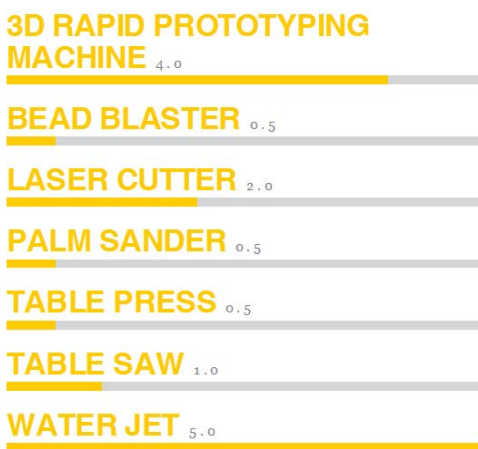 3D RAPID PROTOTYPING
MACHINE 4.0
BEAD BLASTER 0.5
LASER CUTTER 2.0
PALM SANDER 0.5
TABLE PRESS 0.5
TABLE SAW 1.0
WATER JET 5.0